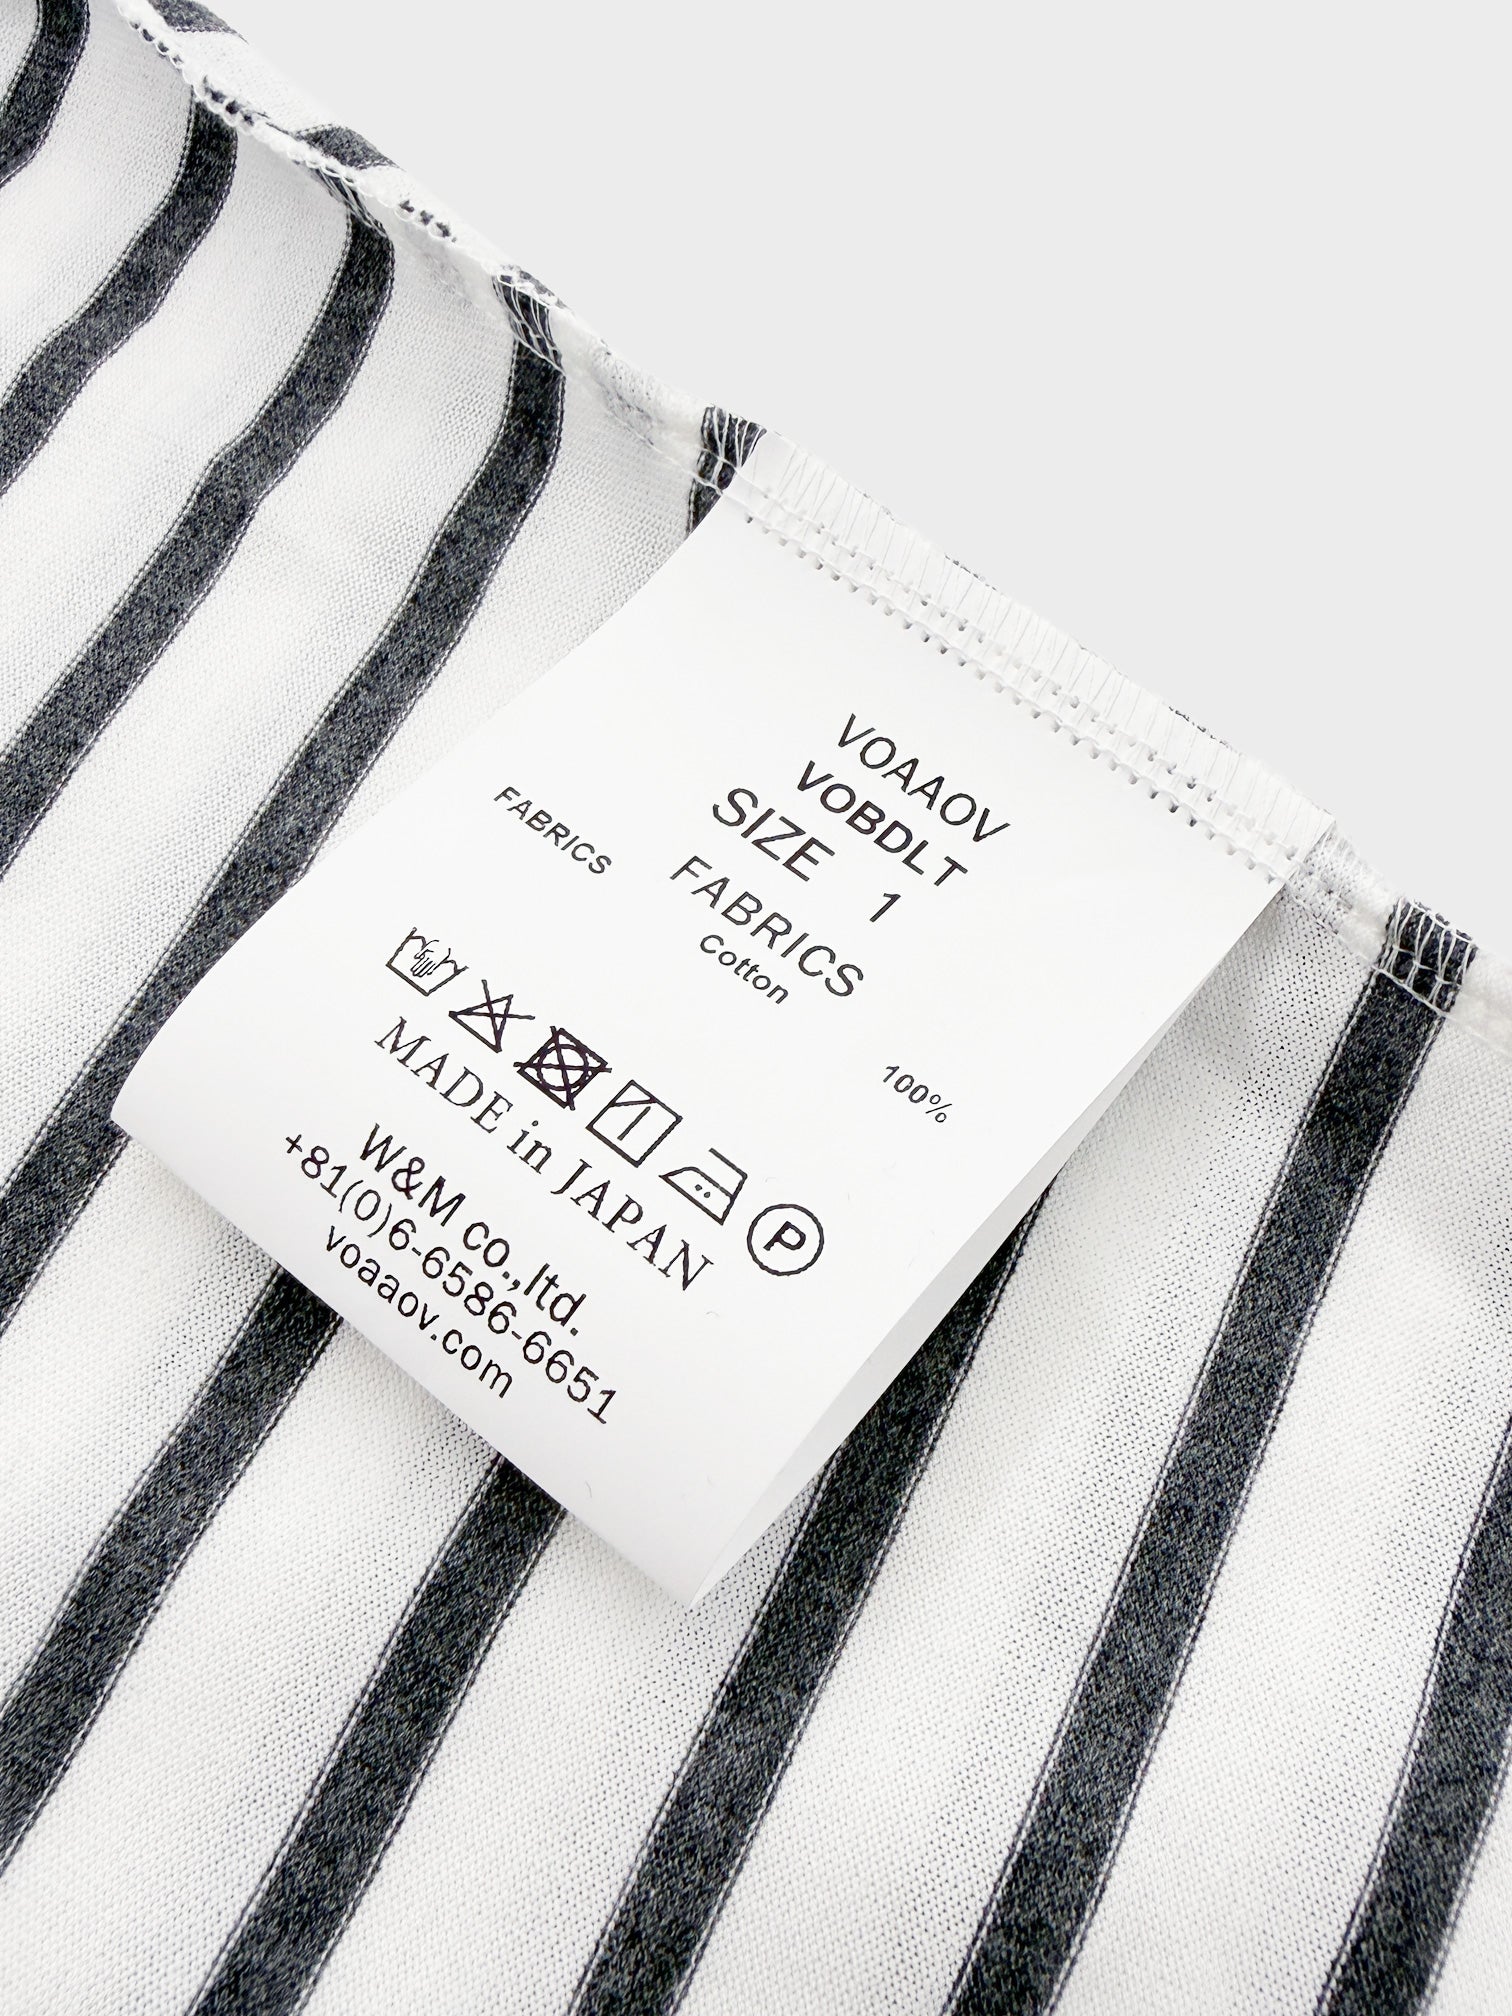 VOAAOV
VOBDLT
SIZE 1
FABRICS FABRICS
Cotton 100%
P
MADE in JAPAN
W&M co.,ltd.
+81(0)6-6586-6651
voaaov.com